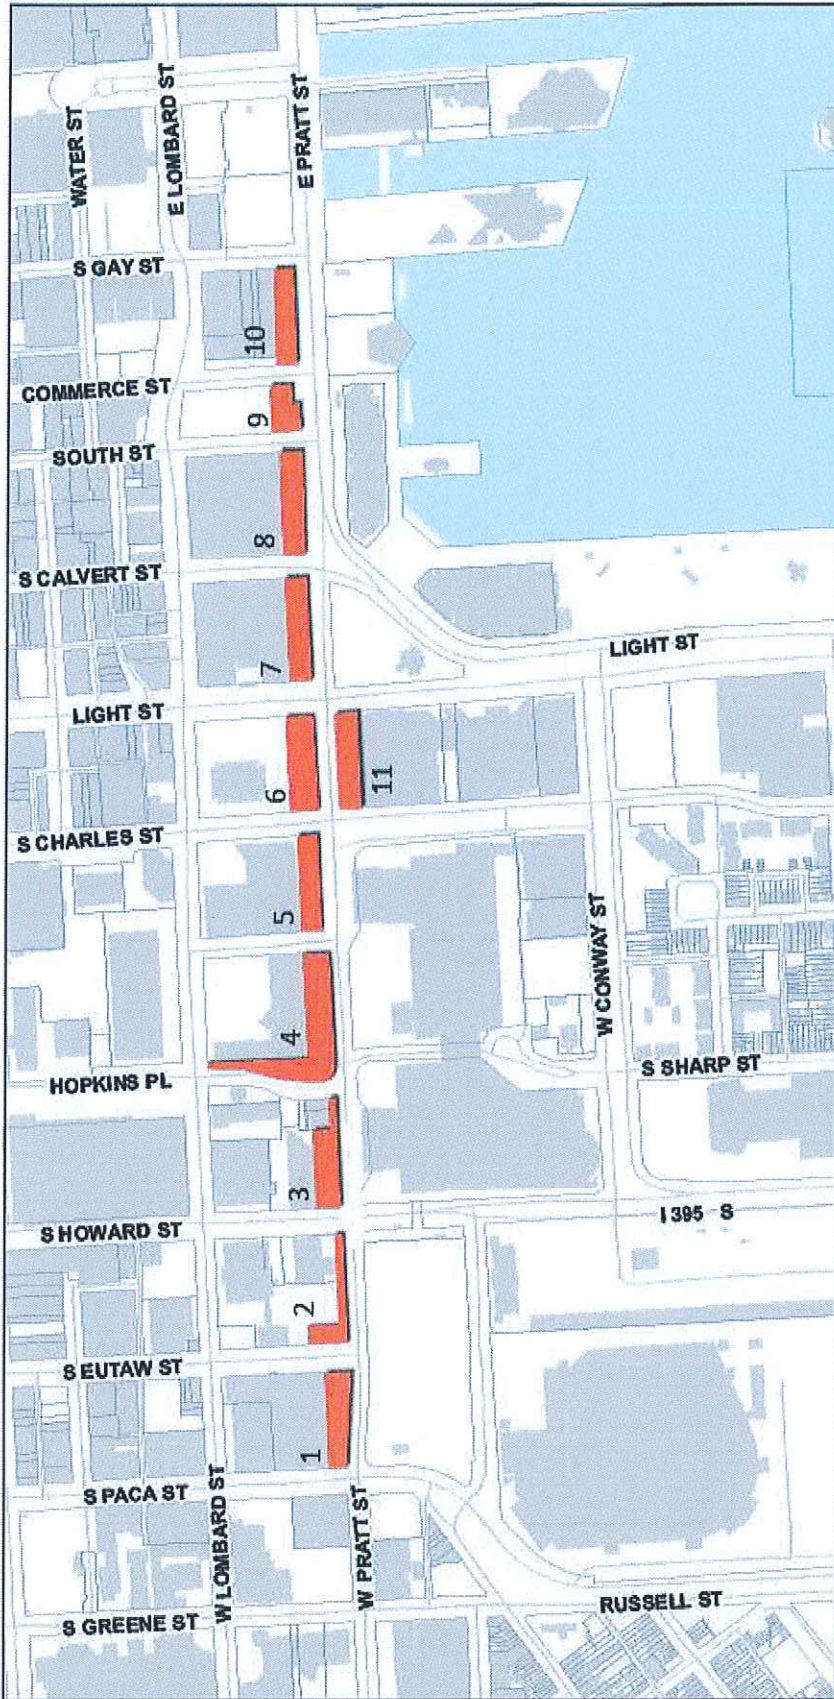 WATER ST
E LOMBARD ST
E PRATT ST
S GAY ST
10
COMMERCE ST
9
SOUTH ST
8
S CALVERT ST
7
LIGHT ST
LIGHT ST
6
11
S CHARLES ST
5
W CONWAY ST
4
HOPKINS PL
S SHARP ST
3
S HOWARD ST
I 395 S
2
S EUTAW ST
1
S PACA ST
W LOMBARD ST
W PRATT ST
S GREENE ST
RUSSELL ST